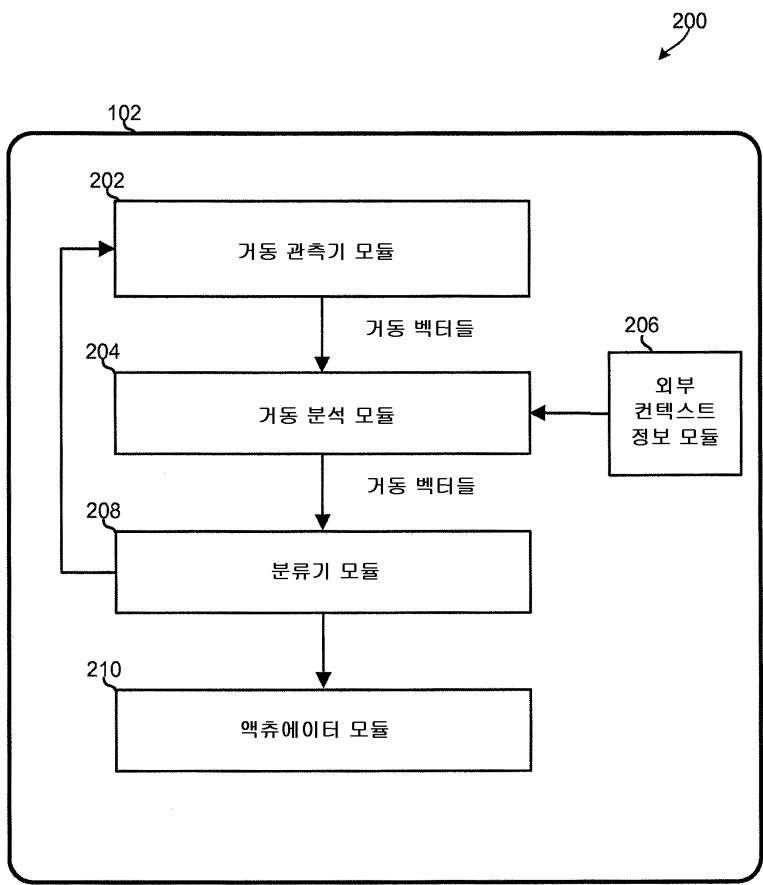 200
102
202
거동 관측기 모듈
거동 벡터들
206
204
외부
컨텍스트
정보 모듈
거동 분석 모듈
거동 벡터들
208
분류기 모듈
210
액츄에이터 모듈